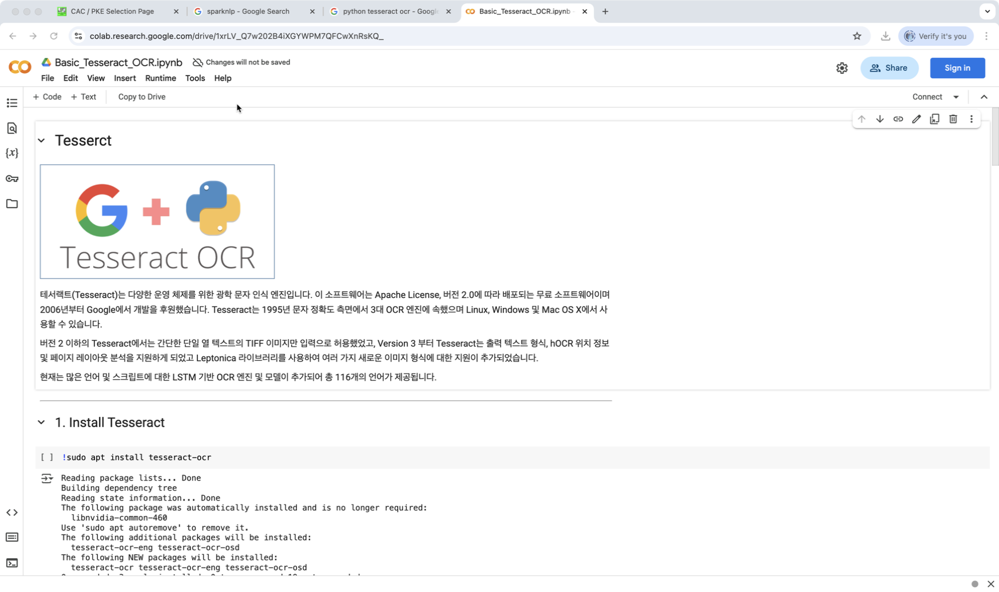 CAC / PKE Selection Page
sparknlp - Google Search
python tesseract ocr - Google
Basic_Tesseract_OCR.ipynb -
colab.research.google.com/drive/1xrLV_Q7w202B4iXGYWPM7QFCwXnRsKQ_
Verify it's you
Basic_Tesseract_OCR.ipynb
Changes will not be saved
File Edit View Insert Runtime Tools Help
Share
Sign in
+ Code + Text
Copy to Drive
Connect
{x}
Tesserct
G +
Tesseract OCR
테서랙트(Tesseract)는 다양한 운영 체제를 위한 광학 문자 인식 엔진입니다. 이 소프트웨어는 Apache License, 버전 2.0에 따라 배포되는 무료 소프트웨어이며
2006년부터 Google에서 개발을 후원했습니다. Tesseract는 1995년 문자 정확도 측면에서 3대 OCR 엔진에 속했으며 Linux, Windows 및 Mac OS X에서 사
용할 수 있습니다.
버전 2 이하의 Tesseract에서는 간단한 단일 열 텍스트의 TIFF 이미지만 입력으로 허용했었고, Version 3 부터 Tesseract는 출력 텍스트 형식, hOCR 위치 정보
및 페이지 레이아웃 분석을 지원하게 되었고 Leptonica 라이브러리를 사용하여 여러 가지 새로운 이미지 형식에 대한 지원이 추가되었습니다.
현재는 많은 언어 및 스크립트에 대한 LSTM 기반 OCR 엔진 및 모델이 추가되어 총 116개의 언어가 제공됩니다.
1. Install Tesseract
[ ] !sudo apt install tesseract-ocr
Reading package lists... Done
Building dependency tree
Reading state information... Done
The following package was automatically installed and is no longer required:
libnvidia-common-460
Use 'sudo apt autoremove' to remove it.
The following additional packages will be installed:
tesseract-ocr-eng tesseract-ocr-osd
The following NEW packages will be installed:
tesseract-ocr tesseract-ocr-eng tesseract-ocr-osd